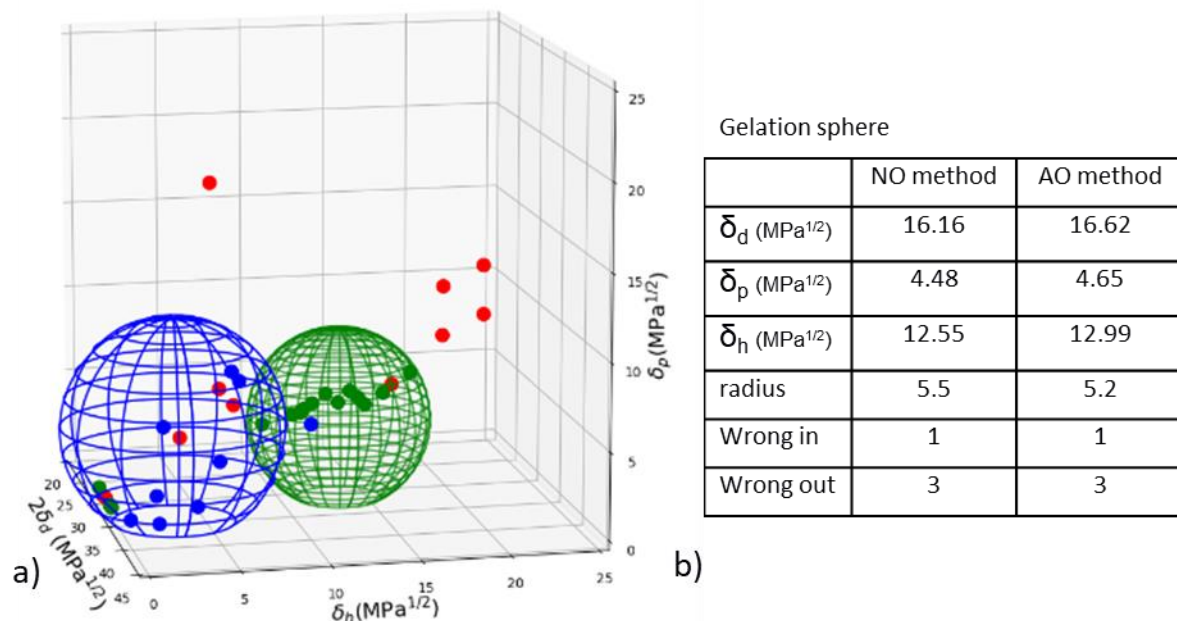 25
20
15
10
5
0
δp(MPa1/2)
20
25
30
35
40
45
2δd (MPa1/2)
0
5
10
15
20
25
δh(MPa1/2)
a)
b)
Gelation sphere
NO method AO method
δd (MPa1/2) 16.16 16.62
δp (MPa1/2) 4.48 4.65
δh (MPa1/2) 12.55 12.99
radius 5.5 5.2
Wrong in 1 1
Wrong out 3 3